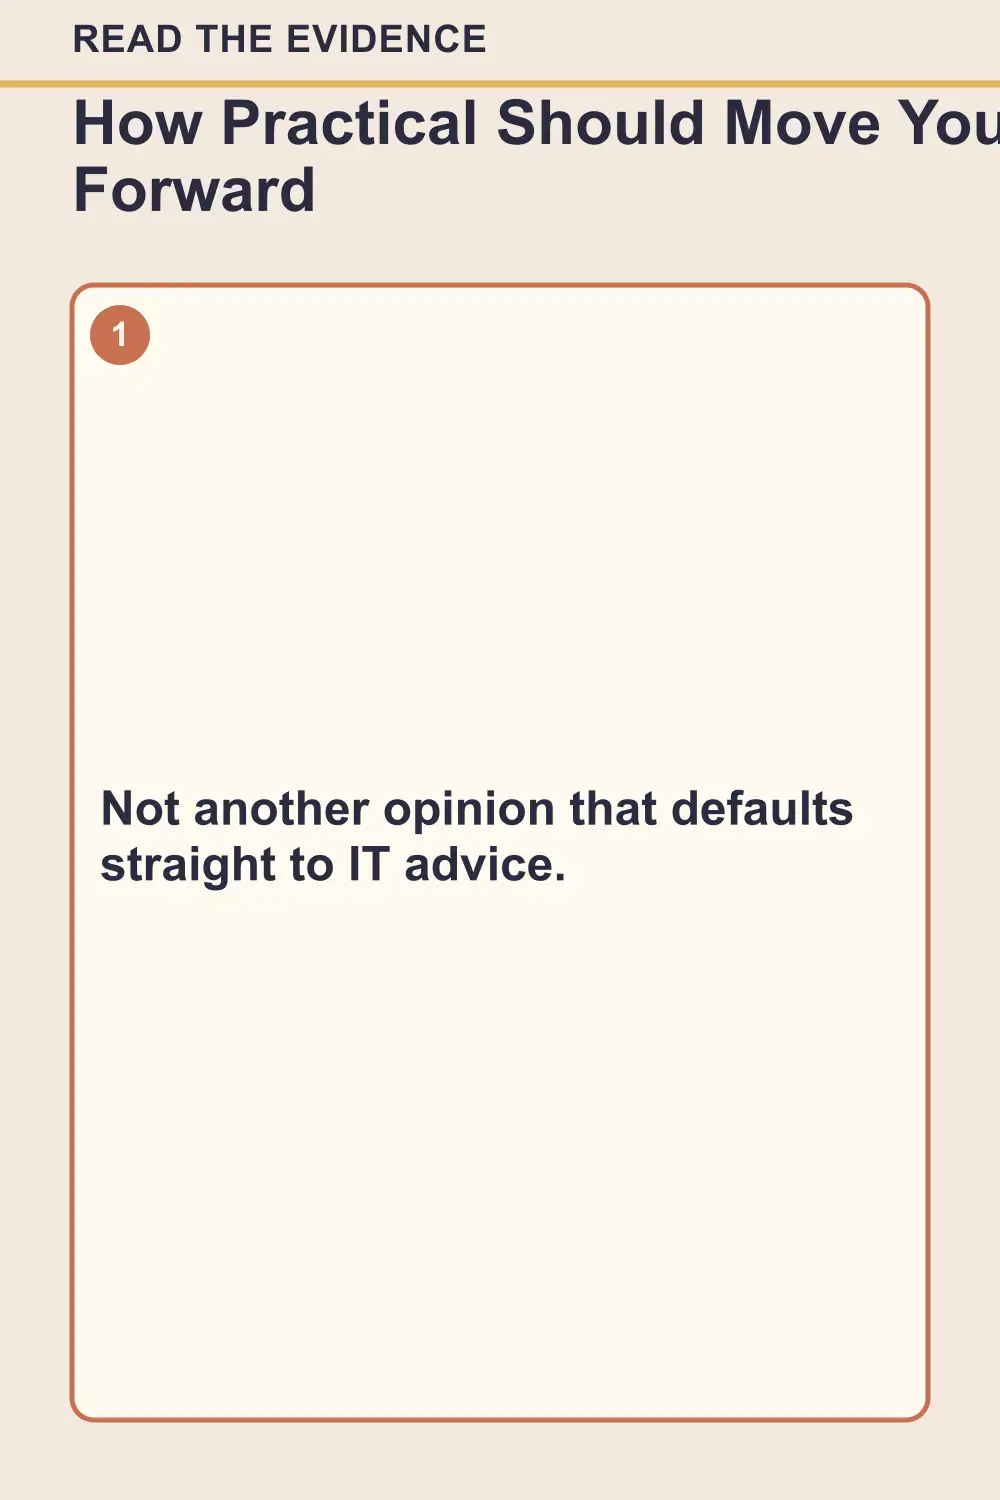 READ THE EVIDENCE
How Practical Should Move You
Forward
1
Not another opinion that defaults
straight to IT advice.